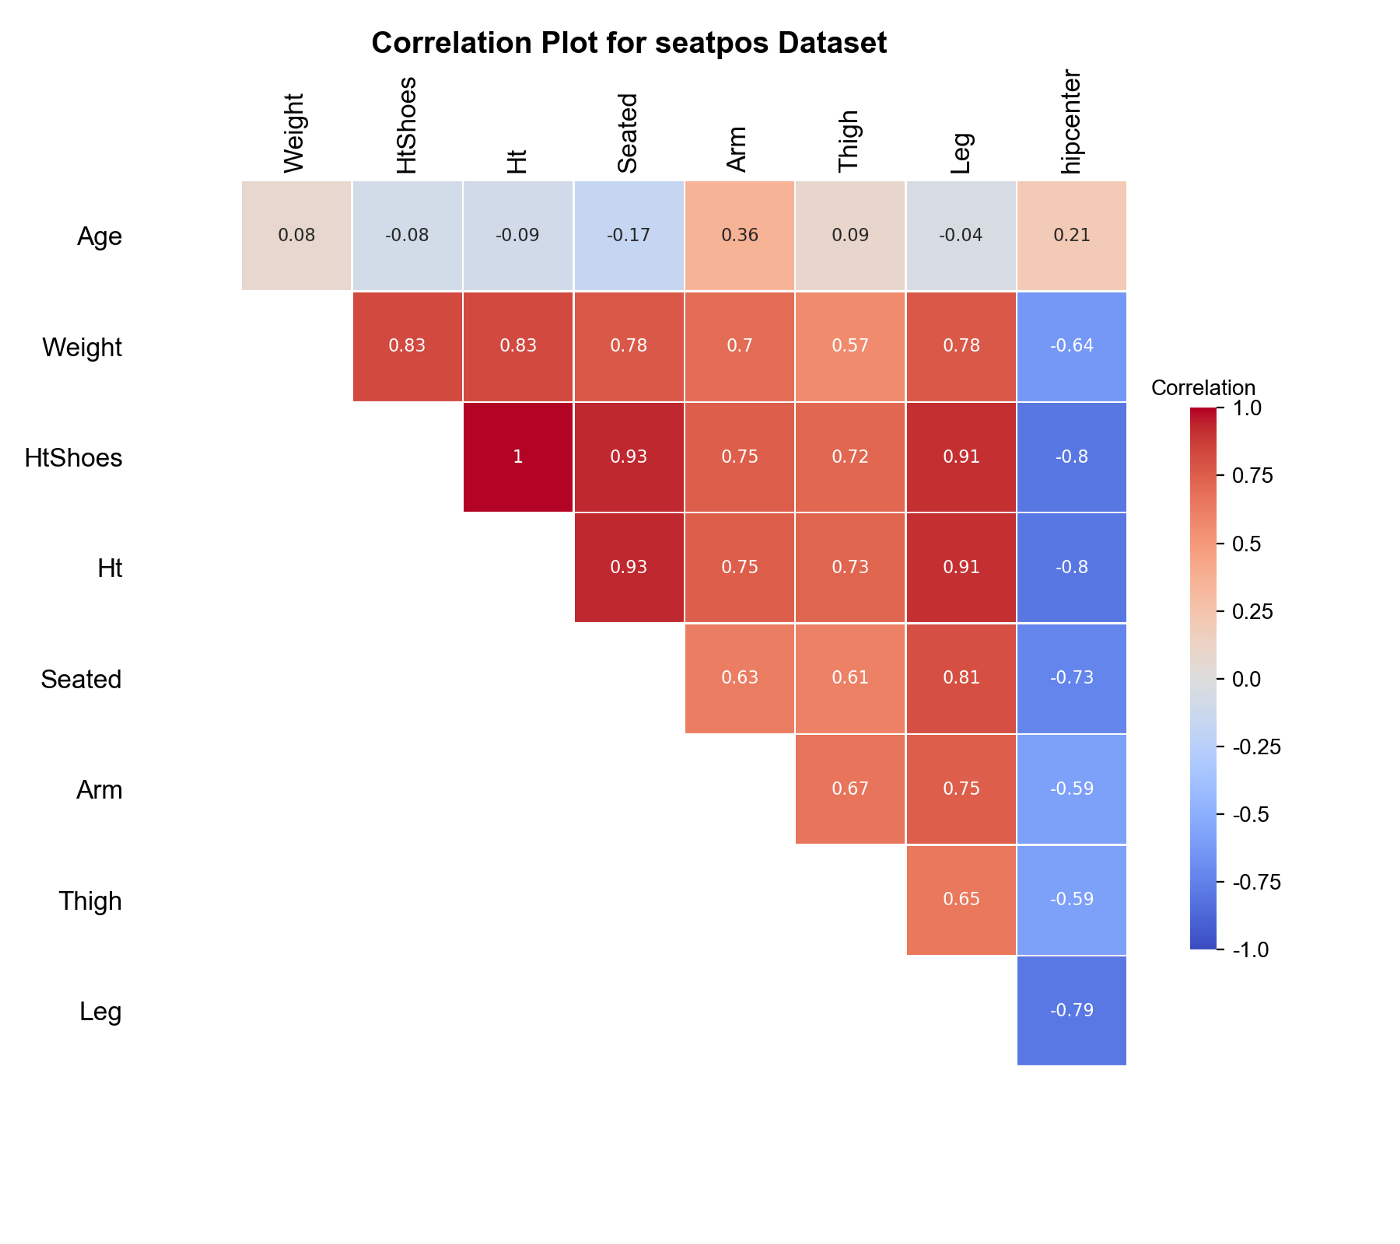 Correlation Plot for seatpos Dataset
Weight HtShoes Ht Seated Arm Thigh Leg hipcenter
Age 0.08 -0.08 -0.09 -0.17 0.36 0.09 -0.04 0.21
Weight 0.83 0.83 0.78 0.7 0.57 0.78 -0.64
HtShoes 1 0.93 0.75 0.72 0.91 -0.8
Ht 0.93 0.75 0.73 0.91 -0.8
Seated 0.63 0.61 0.81 -0.73
Arm 0.67 0.75 -0.59
Thigh 0.65 -0.59
Leg -0.79
Correlation
1.0
0.75
0.5
0.25
0.0
-0.25
-0.5
-0.75
-1.0